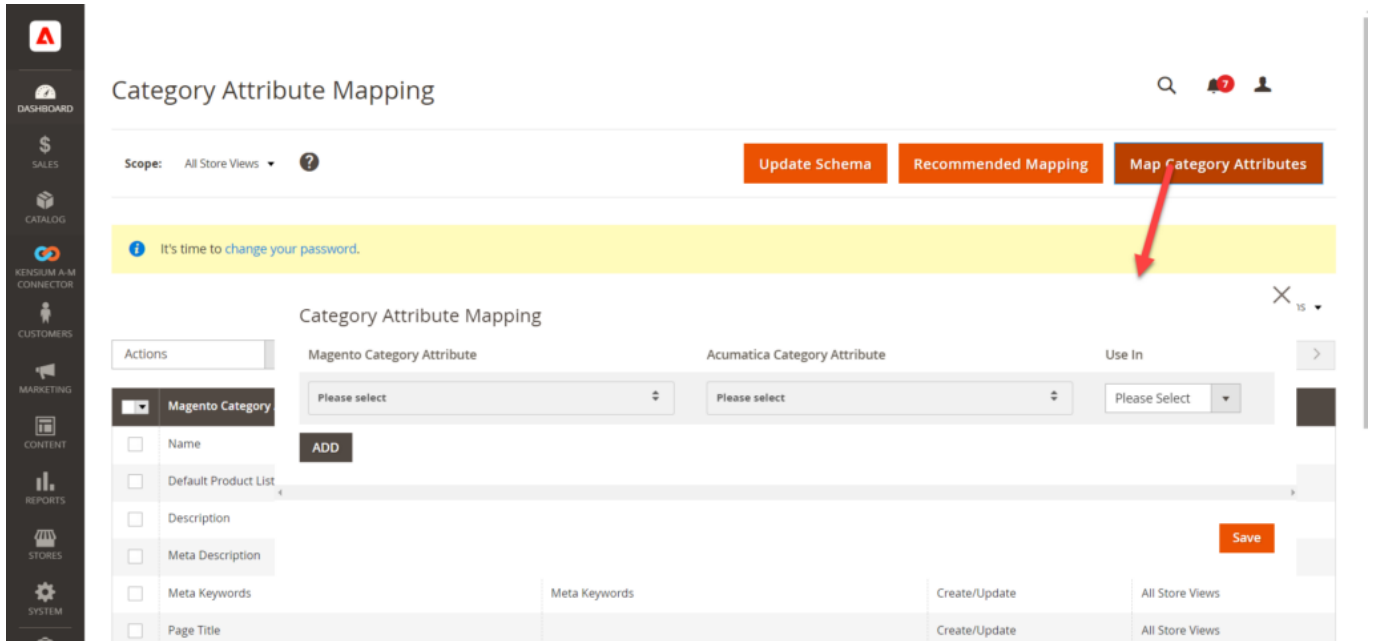 Category Attribute Mapping
7
DASHBOARD
$
SALES
Scope: All Store Views ?
Update Schema Recommended Mapping Map Category Attributes
CATALOG
i It's time to change your password.
KENSIUM A-M
CONNECTOR
CUSTOMERS
Category Attribute Mapping
Actions
Magento Category Attribute Acumatica Category Attribute Use In
MARKETING
Magento Category
Please select Please select Please Select
CONTENT
Name
ADD
Default Product List
REPORTS
Description
STORES
Save
Meta Description
SYSTEM
Meta Keywords Meta Keywords Create/Update All Store Views
Page Title Create/Update All Store Views